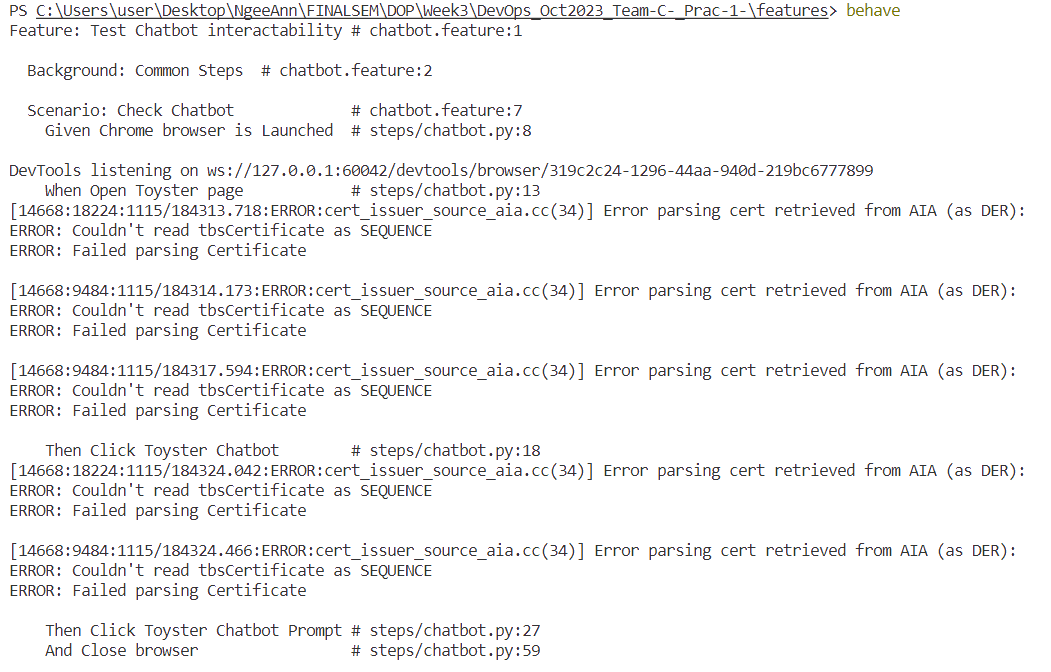 PS C:\Users\user\Desktop\NgeeAnn\FINALSEM\DOP\Week3\DevOps_Oct2023_Team-C-_Prac-1-\features> behave
Feature: Test Chatbot interactability # chatbot.feature:1
Background: Common Steps # chatbot.feature:2
Scenario: Check Chatbot # chatbot.feature:7
Given Chrome browser is Launched # steps/chatbot.py:8
DevTools listening on ws://127.0.0.1:60042/devtools/browser/319c2c24-1296-44aa-940d-219bc6777899
When Open Toyster page # steps/chatbot.py:13
[14668:18224:1115/184313.718:ERROR:cert_issuer_source_aia.cc(34)] Error parsing cert retrieved from AIA (as DER):
ERROR: Couldn't read tbsCertificate as SEQUENCE
ERROR: Failed parsing Certificate
[14668:9484:1115/184314.173:ERROR:cert_issuer_source_aia.cc(34)] Error parsing cert retrieved from AIA (as DER):
ERROR: Couldn't read tbsCertificate as SEQUENCE
ERROR: Failed parsing Certificate
[14668:9484:1115/184317.594:ERROR:cert_issuer_source_aia.cc(34)] Error parsing cert retrieved from AIA (as DER):
ERROR: Couldn't read tbsCertificate as SEQUENCE
ERROR: Failed parsing Certificate
Then Click Toyster Chatbot # steps/chatbot.py:18
[14668:18224:1115/184324.042:ERROR:cert_issuer_source_aia.cc(34)] Error parsing cert retrieved from AIA (as DER):
ERROR: Couldn't read tbsCertificate as SEQUENCE
ERROR: Failed parsing Certificate
[14668:9484:1115/184324.466:ERROR:cert_issuer_source_aia.cc(34)] Error parsing cert retrieved from AIA (as DER):
ERROR: Couldn't read tbsCertificate as SEQUENCE
ERROR: Failed parsing Certificate
Then Click Toyster Chatbot Prompt # steps/chatbot.py:27
And Close browser # steps/chatbot.py:59